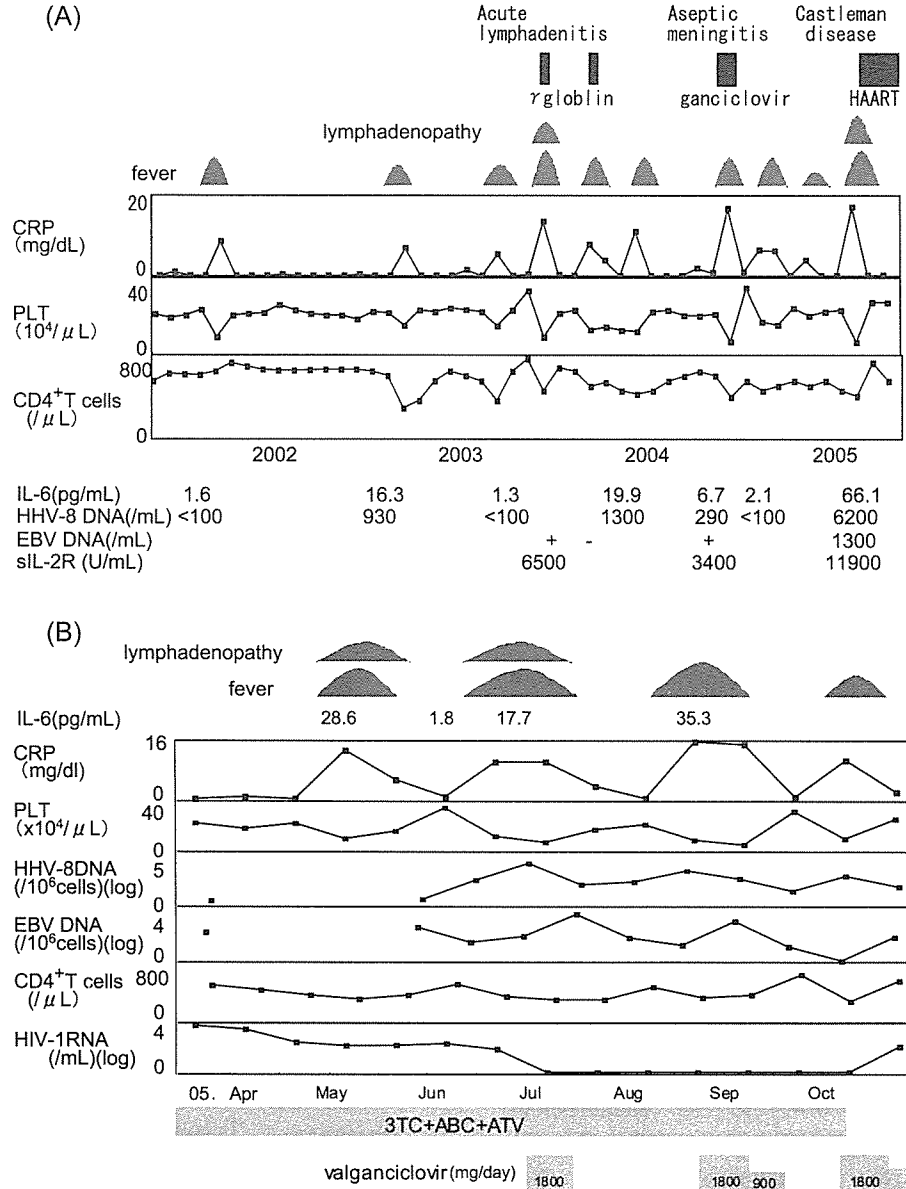 (A)
Acute lymphadenitis
Aseptic meningitis
Castleman disease
γgloblin
ganciclovir
HAART
lymphadenopathy
fever
CRP (mg/dL)
20
0
PLT (10⁴/μL)
40
0
CD4⁺T cells (/μL)
800
0
2002 2003 2004 2005
IL-6(pg/mL) 1.6 16.3 1.3 19.9 6.7 2.1 66.1
HHV-8 DNA(/mL) <100 930 <100 1300 290 <100 6200
EBV DNA(/mL) + - + 1300
sIL-2R (U/mL) 6500 3400 11900
(B)
lymphadenopathy
fever
IL-6(pg/mL) 28.6 1.8 17.7 35.3
CRP (mg/dl)
16
0
PLT (x10⁴/μL)
40
0
HHV-8DNA (/10⁶cells)(log)
5
0
EBV DNA (/10⁶cells)(log)
4
0
CD4⁺T cells (/μL)
800
0
HIV-1RNA (/mL)(log)
4
0
05. Apr May Jun Jul Aug Sep Oct
3TC+ABC+ATV
valganciclovir(mg/day) 1800 1800 900 1800